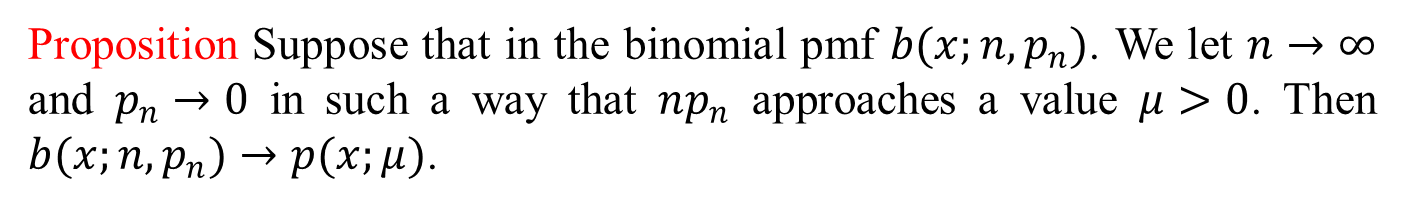 Proposition Suppose that in the binomial pmf b(x; n, pₙ). We let n → ∞
and pₙ → 0 in such a way that npₙ approaches a value μ > 0. Then
b(x; n, pₙ) → p(x; μ).